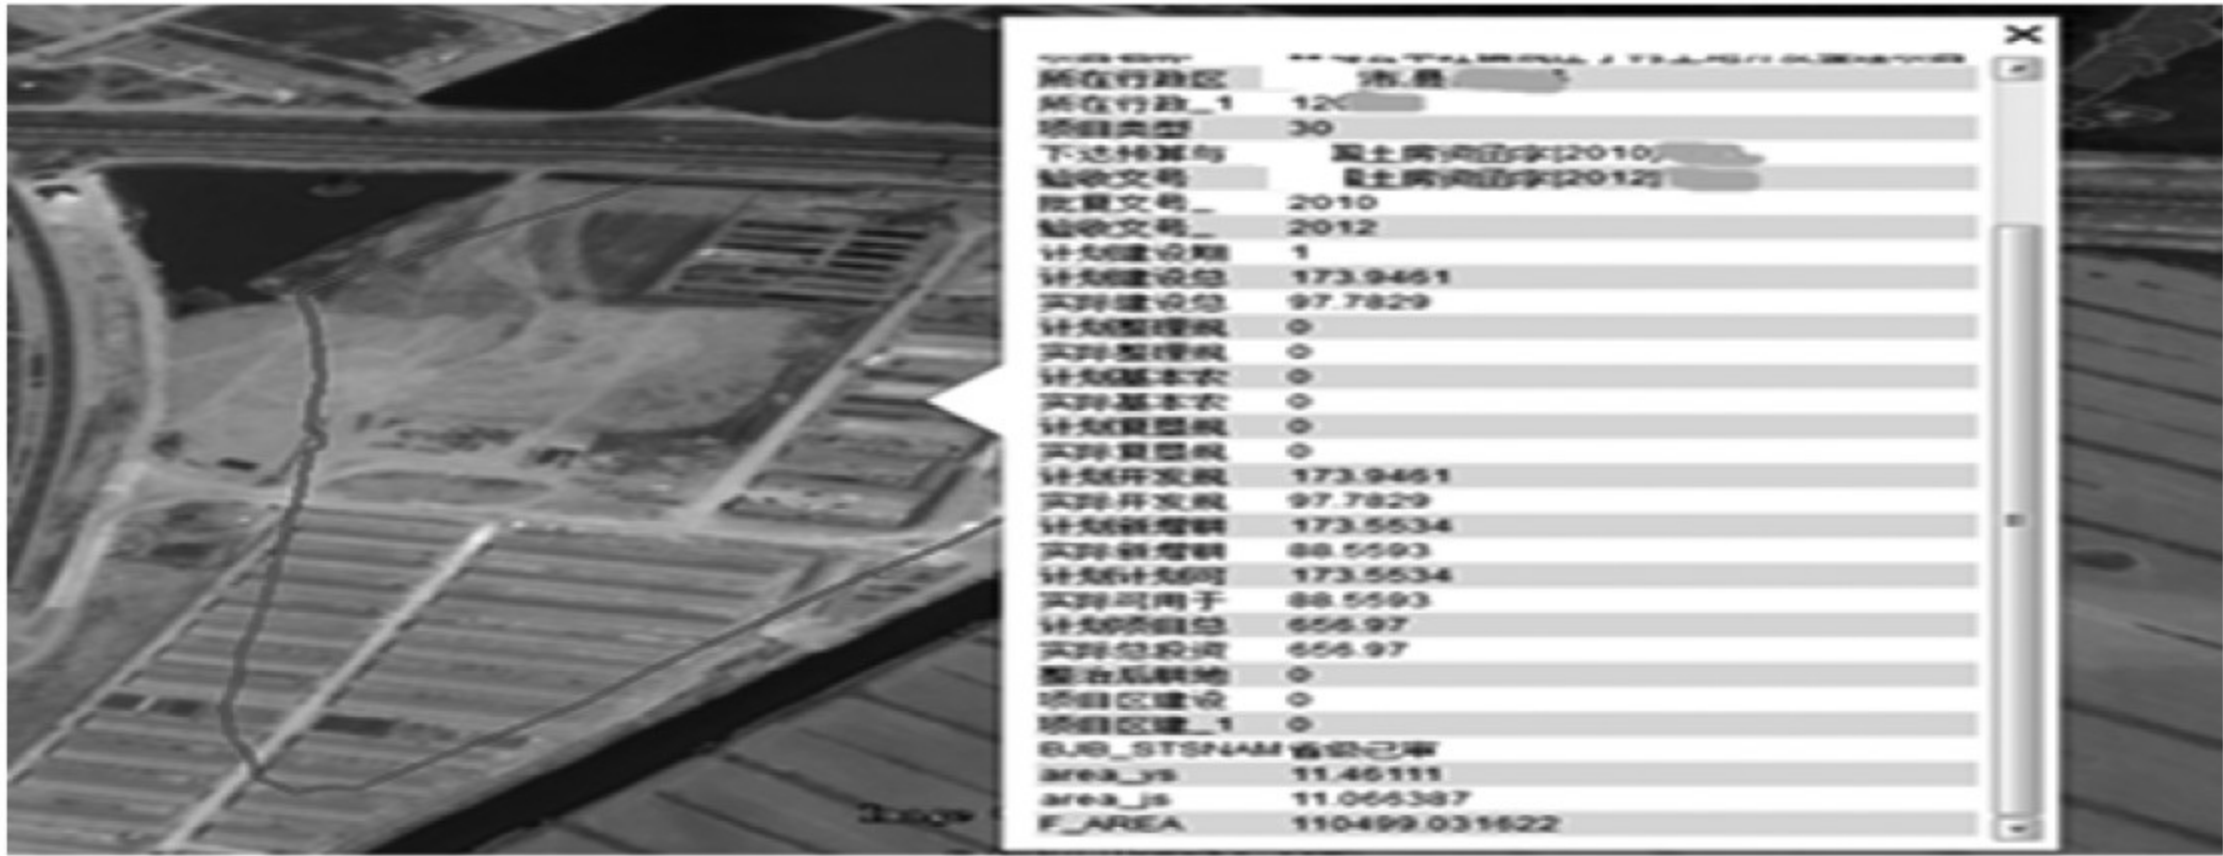 所在行政区 市.县
所在行政_1 120
项目类型 30
下达预算与 国土房资函字[2010]
验收文号 国土房资函字[2012]
批复文号_ 2010
验收文号_ 2012
计划建设期 1
计划建设总 173.9461
实际建设总 97.7829
计划整理规 0
实际整理规 0
计划基本农 0
实际基本农 0
计划复垦规 0
实际复垦规 0
计划开发规 173.9461
实际开发规 97.7829
计划新增耕 173.5534
实际新增耕 88.5593
计划计划可 173.5534
实际可用于 88.5593
计划项目总 656.97
实际总投资 656.97
整治后耕地 0
项目区建设 0
项目区建_1 0
BJB_STSNAM 省级已审
area_ys 11.46111
area_js 11.066387
F_AREA 110499.031622
Image